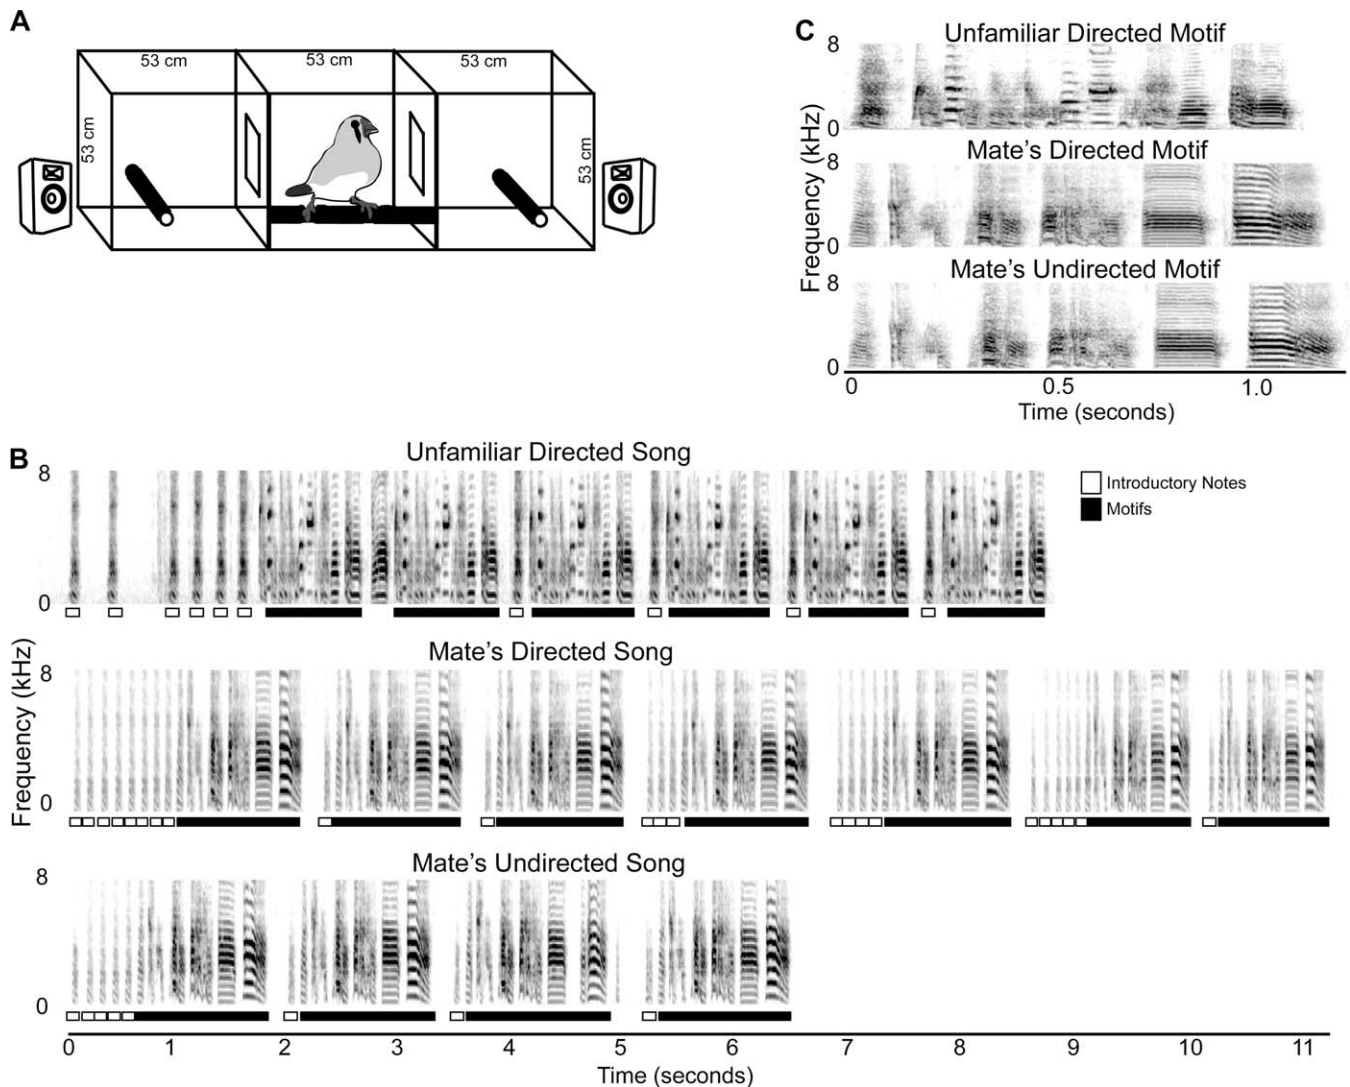 A
53 cm
53 cm
53 cm
53 cm
53 cm
C
Unfamiliar Directed Motif
8
0
Mate’s Directed Motif
8
0
Mate’s Undirected Motif
8
0
Frequency (kHz)
0 0.5 1.0
Time (seconds)
B
Unfamiliar Directed Song
8
0
Introductory Notes
Motifs
Mate’s Directed Song
8
0
Frequency (kHz)
Mate’s Undirected Song
8
0
0 1 2 3 4 5 6 7 8 9 10 11
Time (seconds)